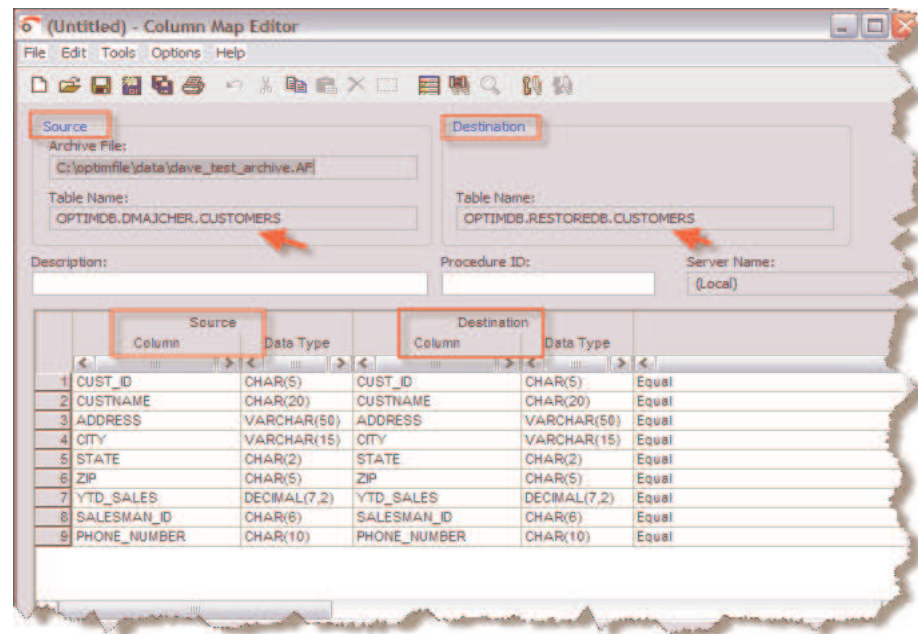 (Untitled) - Column Map Editor
File Edit Tools Options Help
Source
Destination
Archive File:
C:\optimfile\data\dave_test_archive.AF
Table Name:
Table Name:
OPTIMDB.DMAJCHER.CUSTOMERS
OPTIMDB.RESTOREDB.CUSTOMERS
Description:
Procedure ID:
Server Name:
(Local)
Source
Destination
Column Data Type Column Data Type
1 CUST_ID CHAR(5) CUST_ID CHAR(5) Equal
2 CUSTNAME CHAR(20) CUSTNAME CHAR(20) Equal
3 ADDRESS VARCHAR(50) ADDRESS VARCHAR(50) Equal
4 CITY VARCHAR(15) CITY VARCHAR(15) Equal
5 STATE CHAR(2) STATE CHAR(2) Equal
6 ZIP CHAR(5) ZIP CHAR(5) Equal
7 YTD_SALES DECIMAL(7,2) YTD_SALES DECIMAL(7,2) Equal
8 SALESMAN_ID CHAR(6) SALESMAN_ID CHAR(6) Equal
9 PHONE_NUMBER CHAR(10) PHONE_NUMBER CHAR(10) Equal